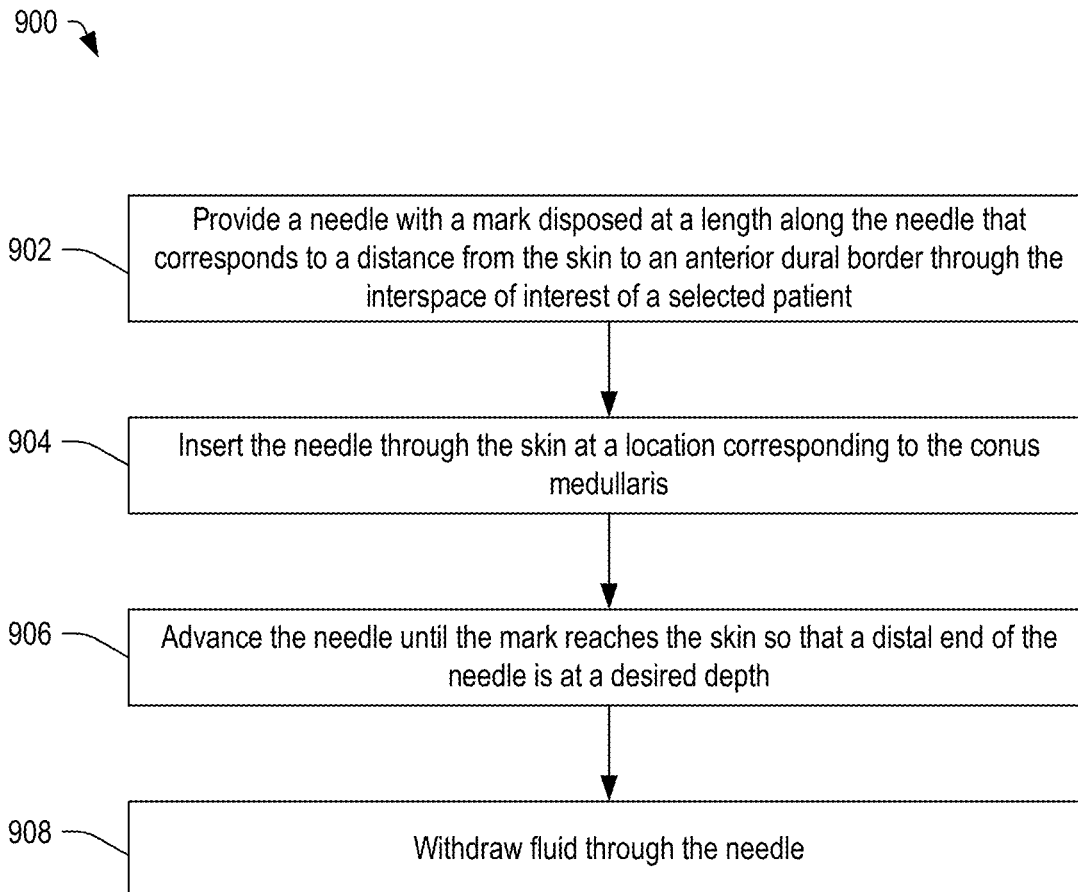 900
902
Provide a needle with a mark disposed at a length along the needle that
corresponds to a distance from the skin to an anterior dural border through the
interspace of interest of a selected patient
904
Insert the needle through the skin at a location corresponding to the conus
medullaris
906
Advance the needle until the mark reaches the skin so that a distal end of the
needle is at a desired depth
908
Withdraw fluid through the needle